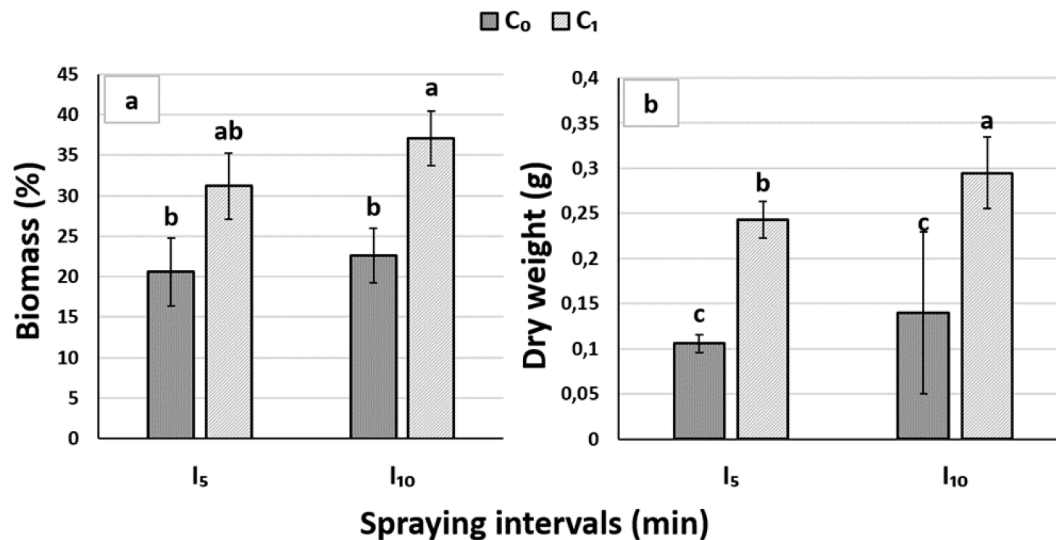 C₀ C₁
a
Biomass (%)
45
40
35
30
25
20
15
10
5
0
b
ab
b
a
I₅
I₁₀
b
Dry weight (g)
0,4
0,35
0,3
0,25
0,2
0,15
0,1
0,05
0
c
b
c
a
I₅
I₁₀
Spraying intervals (min)